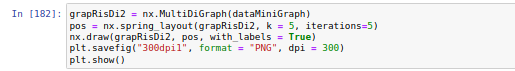 In [182]: grapRisDi2 = nx.MultiDiGraph(dataMiniGraph)
pos = nx.spring_layout(grapRisDi2, k = 5, iterations=5)
nx.draw(grapRisDi2, pos, with_labels = True)
plt.savefig("300dpi1", format = "PNG", dpi = 300)
plt.show()